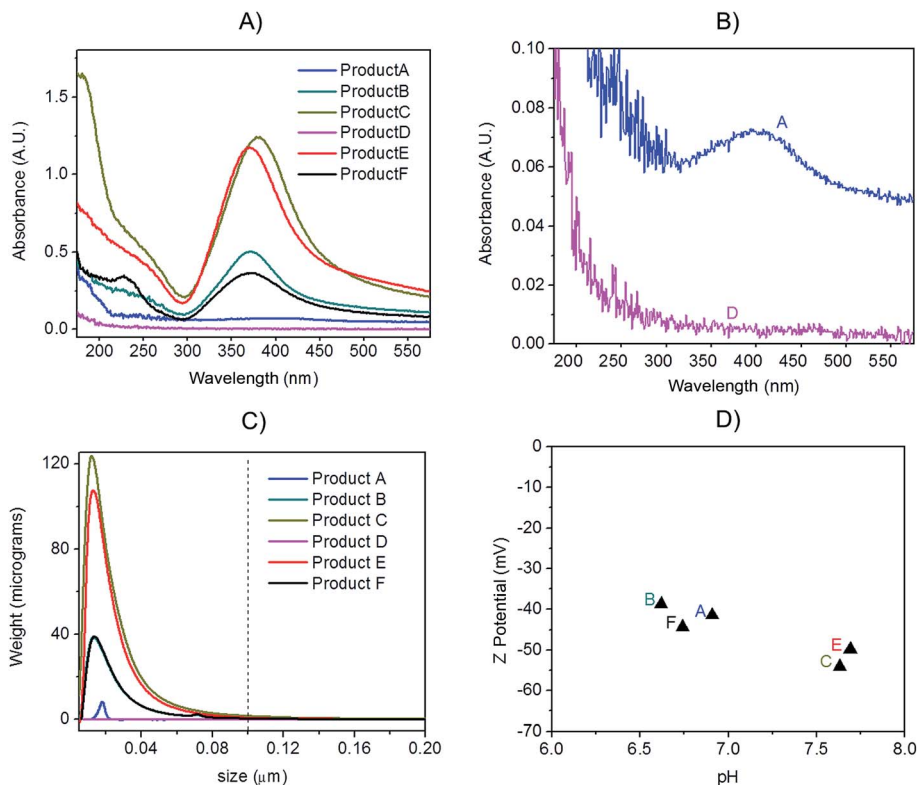 A)
ProductA
ProductB
ProductC
ProductD
ProductE
ProductF
Absorbance (A.U.)
1.5
1.0
0.5
0.0
200 250 300 350 400 450 500 550
Wavelength (nm)
B)
A
D
Absorbance (A.U.)
0.10
0.08
0.06
0.04
0.02
0.00
200 250 300 350 400 450 500 550
Wavelength (nm)
C)
Product A
Product B
Product C
Product D
Product E
Product F
Weight (micrograms)
120
80
40
0
0.04 0.08 0.12 0.16 0.20
size (μm)
D)
Z Potential (mV)
0
-10
-20
-30
-40
-50
-60
-70
B
F
A
E
C
6.0 6.5 7.0 7.5 8.0
pH